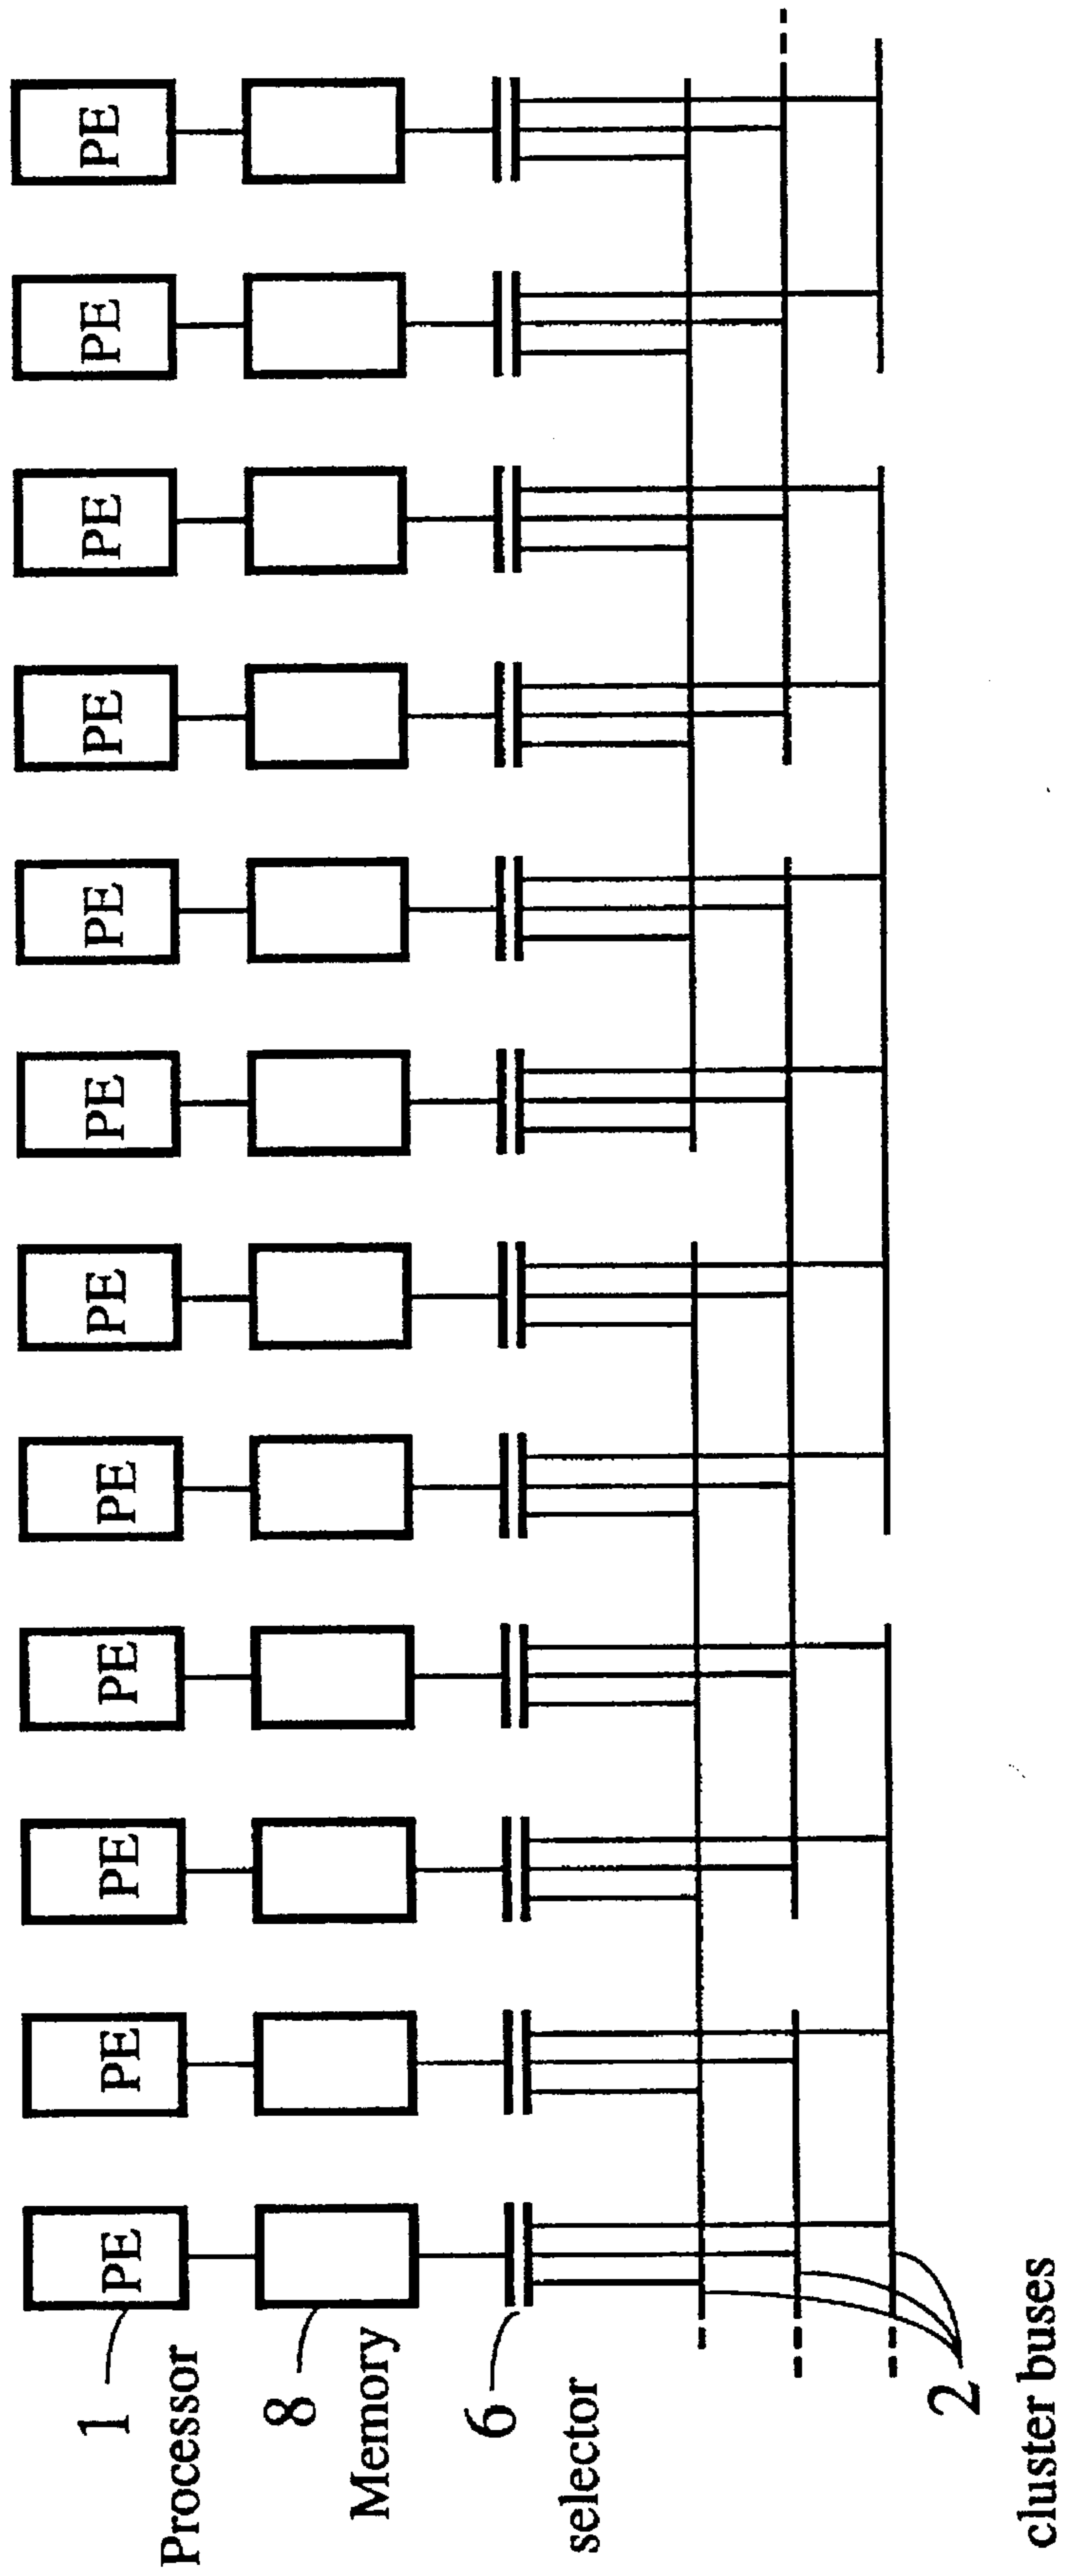 PE
PE
PE
PE
PE
PE
PE
PE
PE
PE
PE
PE
1
Processor
8
Memory
6
selector
2
cluster buses